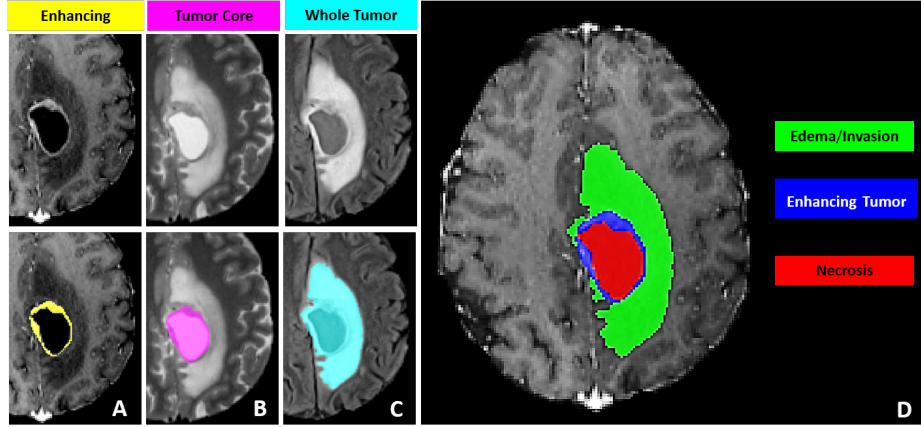 Enhancing
Tumor Core
Whole Tumor
Edema/Invasion
Enhancing Tumor
Necrosis
A
B
C
D